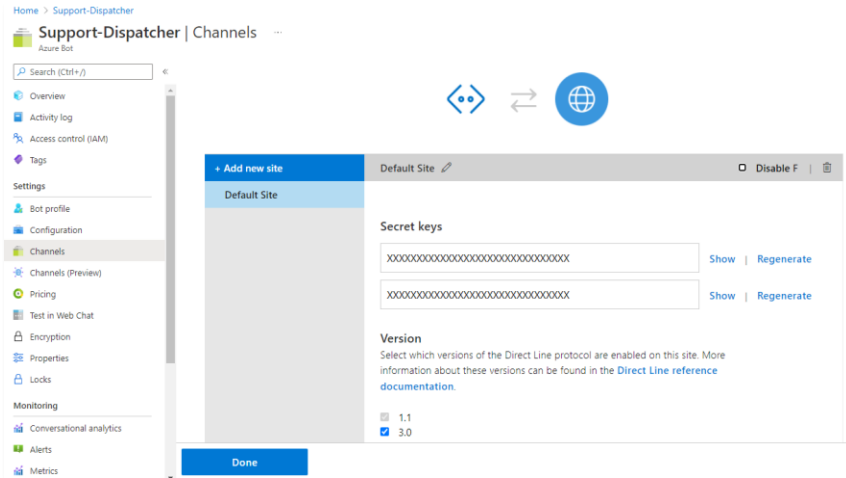 Home > Support-Dispatcher
Support-Dispatcher | Channels ...
Azure Bot
Search (Ctrl+/)
«
Overview
Activity log
Access control (IAM)
Tags
Settings
Bot profile
Configuration
Channels
Channels (Preview)
Pricing
Test in Web Chat
Encryption
Properties
Locks
Monitoring
Conversational analytics
Alerts
Metrics
+ Add new site
Default Site
Default Site
Disable F |
Secret keys
XXXXXXXXXXXXXXXXXXXXXXXXXXXXXXXX
Show | Regenerate
XXXXXXXXXXXXXXXXXXXXXXXXXXXXXXXX
Show | Regenerate
Version
Select which versions of the Direct Line protocol are enabled on this site. More
information about these versions can be found in the Direct Line reference
documentation.
1.1
3.0
Done